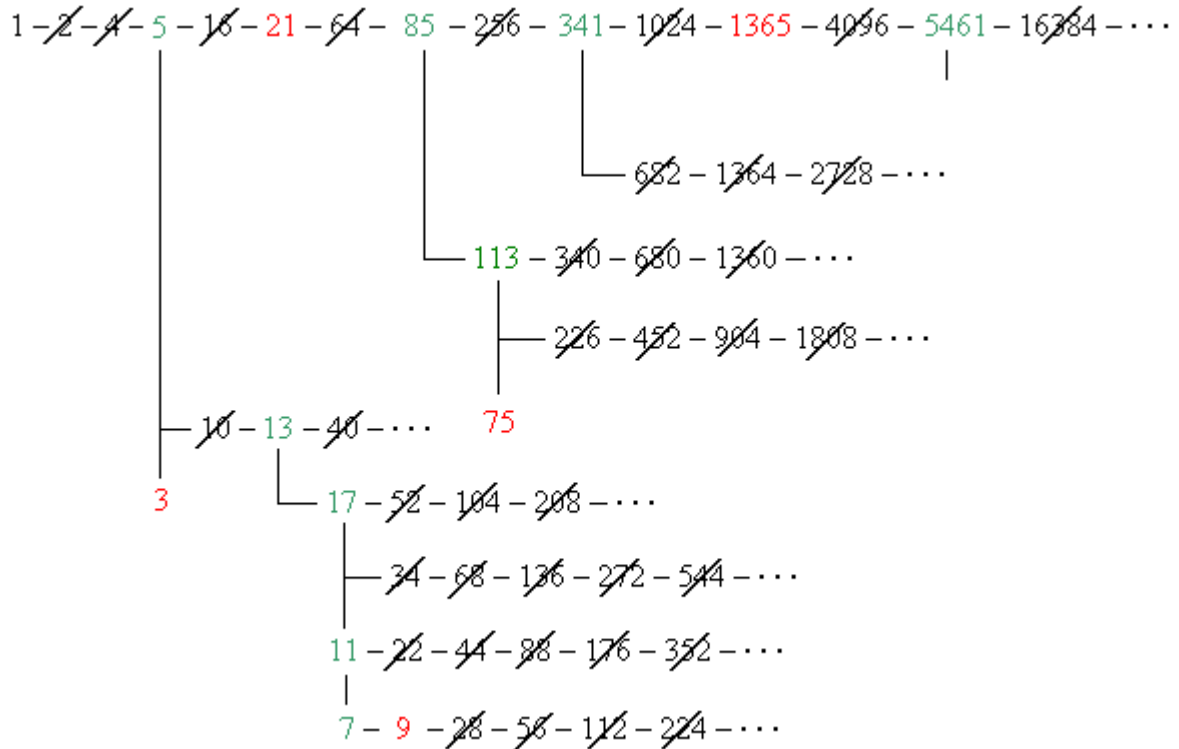 1 – 2 – 4 – 5 – 16 – 21 – 64 – 85 – 256 – 341 – 1024 – 1365 – 4096 – 5461 – 16384 – ···
682 – 1364 – 2728 – ···
113 – 340 – 680 – 1360 – ···
226 – 452 – 904 – 1808 – ···
75
10 – 13 – 40 – ···
3
17 – 52 – 104 – 208 – ···
34 – 68 – 136 – 272 – 544 – ···
11 – 22 – 44 – 88 – 176 – 352 – ···
7 – 9 – 28 – 56 – 112 – 224 – ···